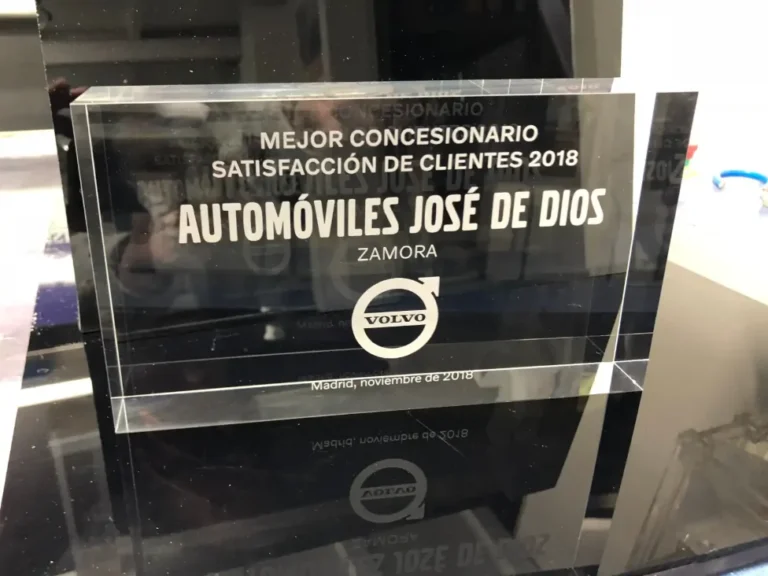 MEJOR CONCESIONARIO
SATISFACCIÓN DE CLIENTES 2018
AUTOMÓVILES JOSÉ DE DIOS
ZAMORA
VOLVO
Madrid, noviembre de 2018